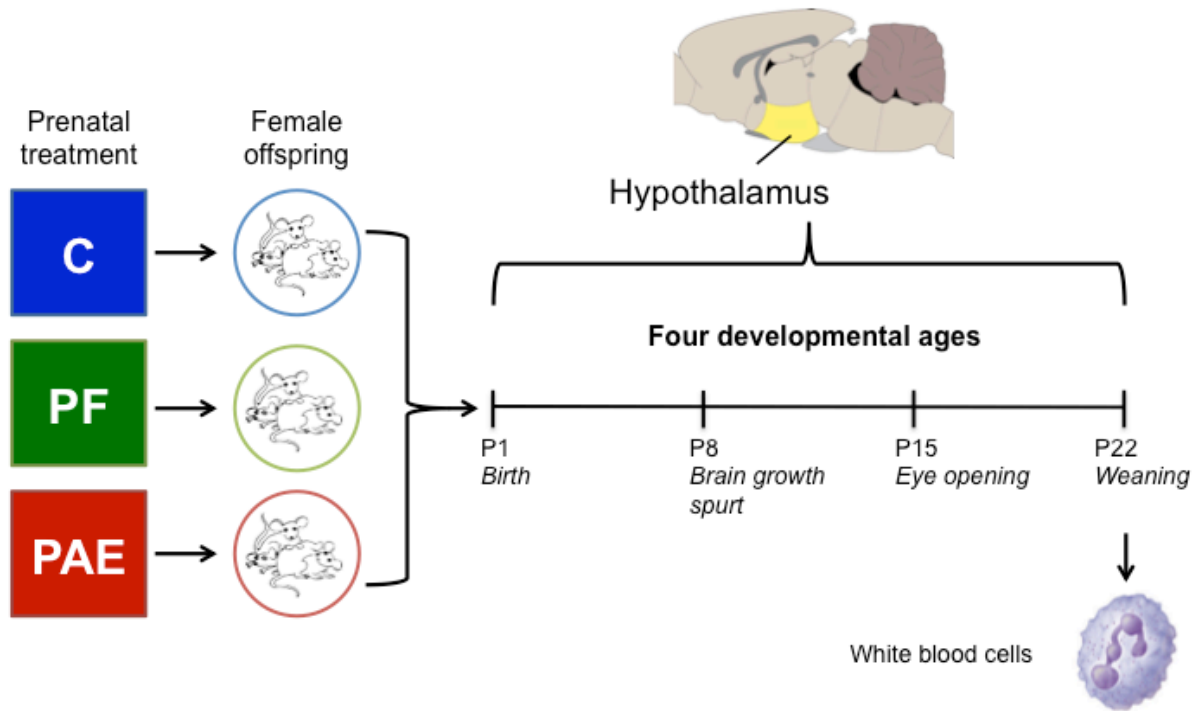 Prenatal
treatment
Female
offspring
C
PF
PAE
Hypothalamus
Four developmental ages
P1
Birth
P8
Brain growth
spurt
P15
Eye opening
P22
Weaning
White blood cells